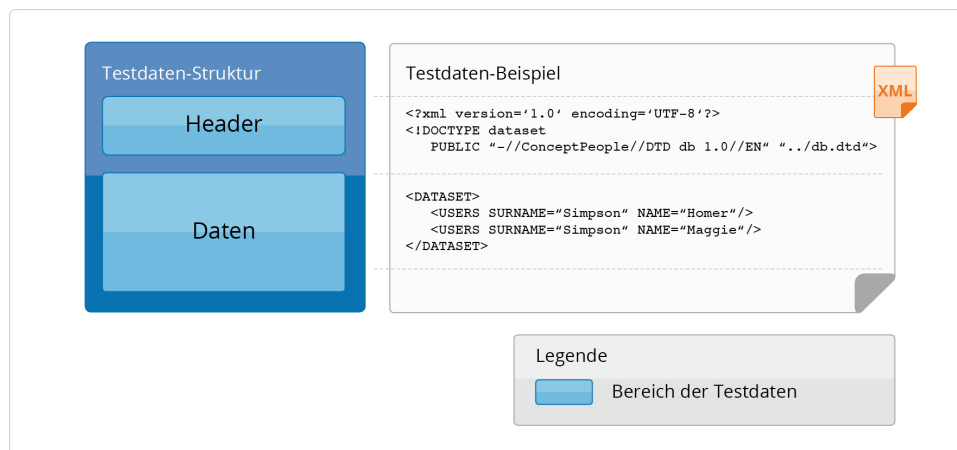 Testdaten-Struktur
Header
Daten
Testdaten-Beispiel
XML
<?xml version=‘1.0‘ encoding=‘UTF-8‘?>
<!DOCTYPE dataset
PUBLIC “-//ConceptPeople//DTD db 1.0//EN“ “../db.dtd“>
<DATASET>
<USERS SURNAME=“Simpson“ NAME=“Homer“/>
<USERS SURNAME=“Simpson“ NAME=“Maggie“/>
</DATASET>
Legende
Bereich der Testdaten